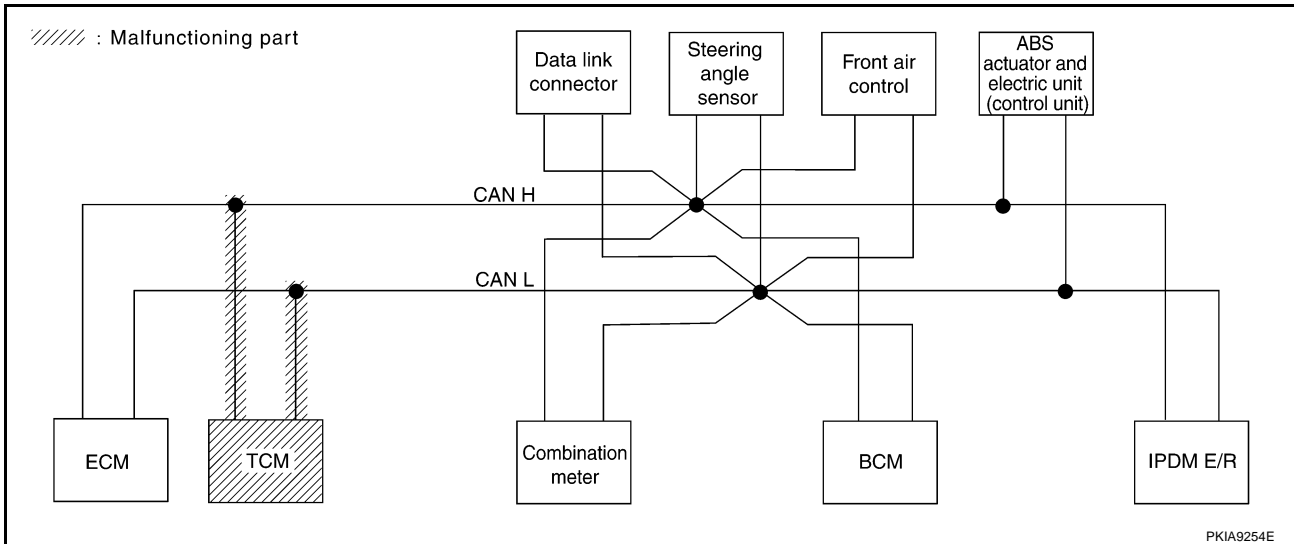 : Malfunctioning part
Data link
connector
Steering
angle
sensor
Front air
control
ABS
actuator and
electric unit
(control unit)
CAN H
CAN L
ECM
TCM
Combination
meter
BCM
IPDM E/R
PKIA9254E